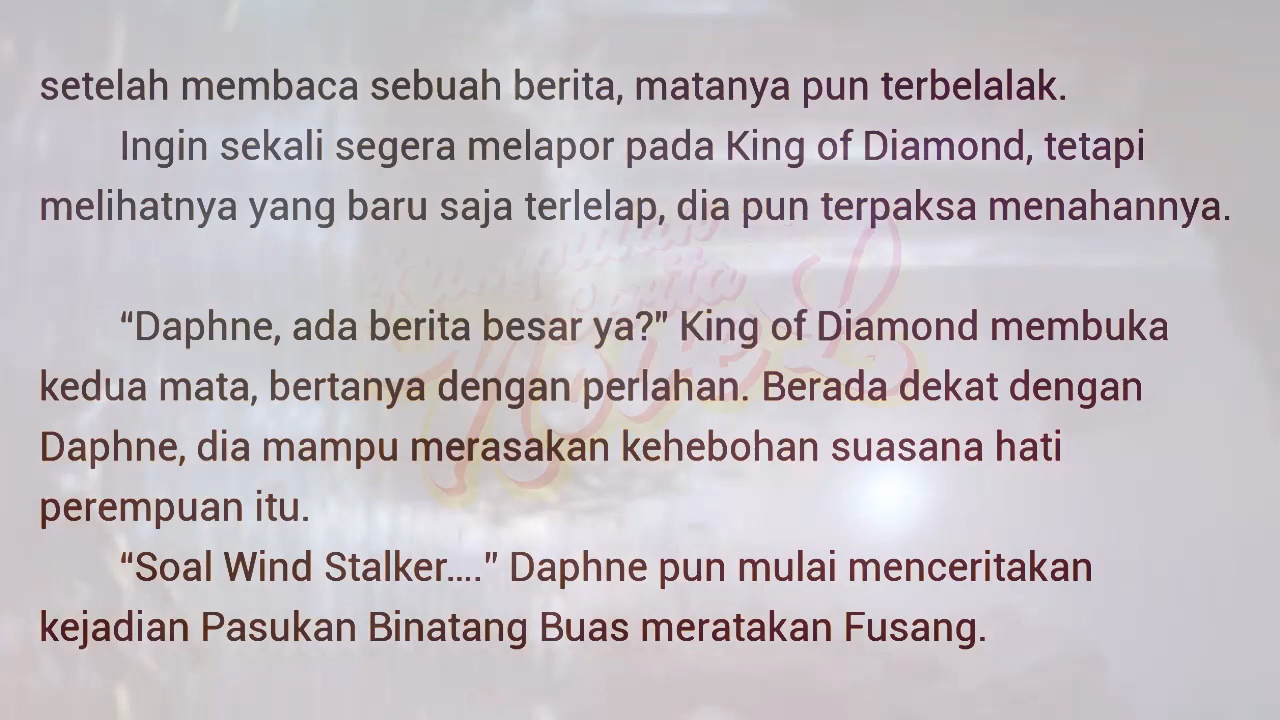 setelah membaca sebuah berita, matanya pun terbelalak.
Ingin sekali segera melapor pada King of Diamond, tetapi
melihatnya yang baru saja terlelap, dia pun terpaksa menahannya.
Kumpulan
Cerita
Novel
“Daphne, ada berita besar ya?” King of Diamond membuka
kedua mata, bertanya dengan perlahan. Berada dekat dengan
Daphne, dia mampu merasakan kehebohan suasana hati
perempuan itu.
“Soal Wind Stalker....” Daphne pun mulai menceritakan
kejadian Pasukan Binatang Buas meratakan Fusang.